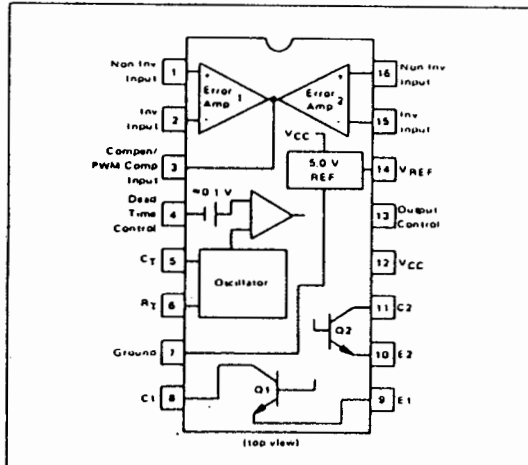 Non Inv
Input
1
Inv
Input
2
Compen/
PWM Comp
Input
3
Dead
Time
Control
4
CT
5
RT
6
Ground
7
C1
8
+
Error
Amp
1
-
+
Error
Amp
2
-
VCC
5.0 V
REF
≈0.1 V
Oscillator
Q2
Q1
16
Non Inv
Input
15
Inv
Input
14
VREF
13
Output
Control
12
VCC
11
C2
10
E2
9
E1
(top view)